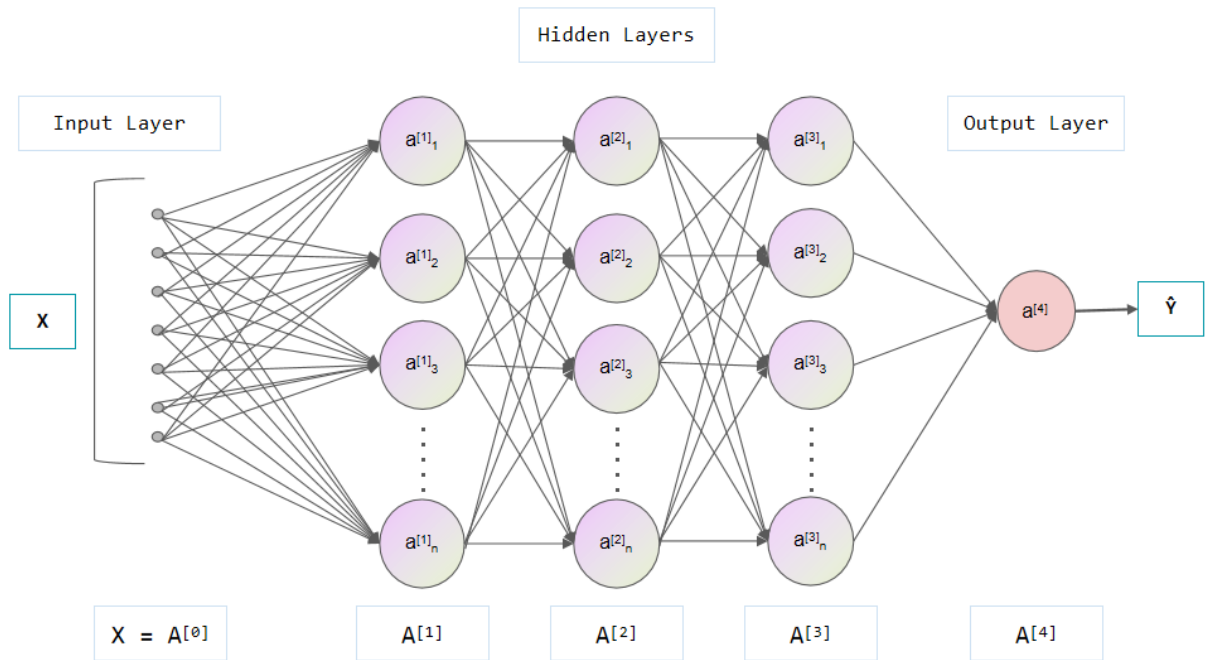 Hidden Layers
Input Layer
Output Layer
a[1]1
a[2]1
a[3]1
a[1]2
a[2]2
a[3]2
X
a[4]
Ŷ
a[1]3
a[2]3
a[3]3
a[1]n
a[2]n
a[3]n
X = A[0]
A[1]
A[2]
A[3]
A[4]